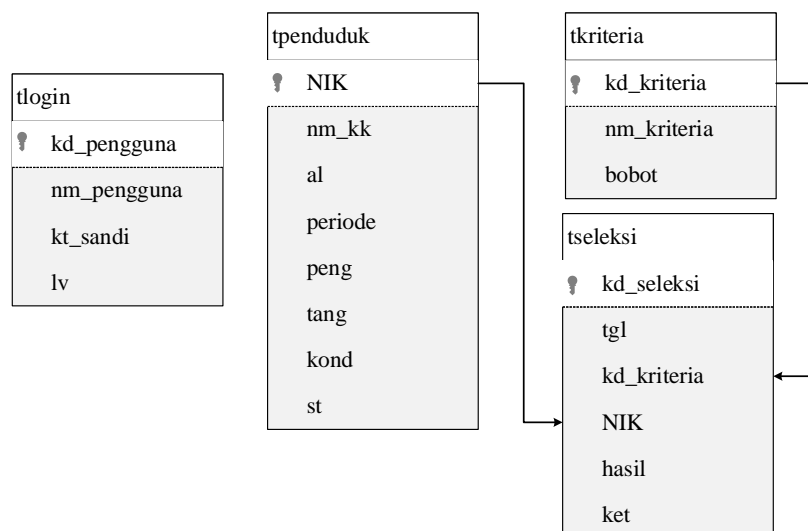 tlogin
kd_pengguna
nm_pengguna
kt_sandi
lv
tpenduduk
NIK
nm_kk
al
periode
peng
tang
kond
st
tkriteria
kd_kriteria
nm_kriteria
bobot
tseleksi
kd_seleksi
tgl
kd_kriteria
NIK
hasil
ket